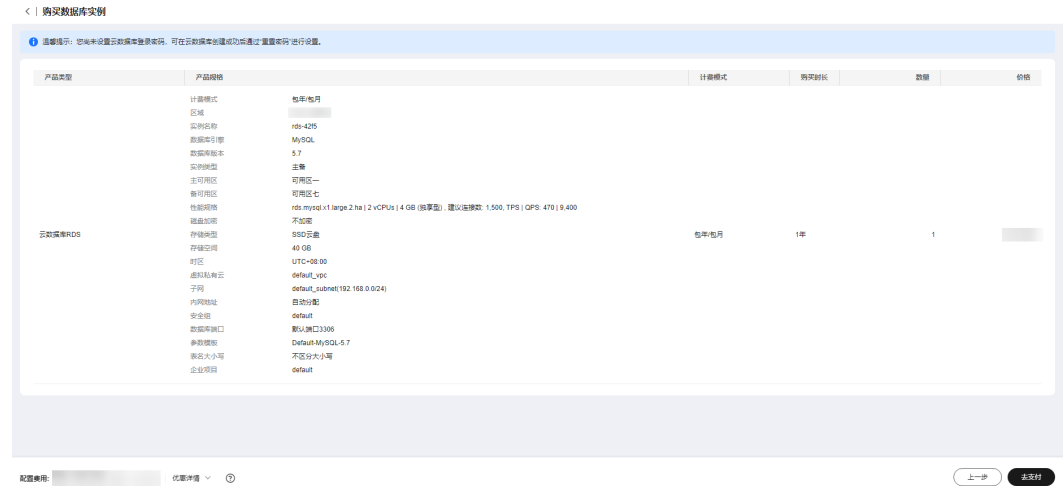 购买数据库实例
温馨提示：您尚未设置云数据库登录密码，可在云数据库创建成功后通过“重置密码”进行设置。
产品类型 产品规格 计费模式 购买时长 数量 价格
计费模式 包年/包月
区域
实例名称 rds-42f5
数据库引擎 MySQL
数据库版本 5.7
实例类型 主备
主可用区 可用区一
备可用区 可用区七
性能规格 rds.mysql.x1.large.2.ha | 2 vCPUs | 4 GB (独享型) , 建议连接数: 1,500, TPS | QPS: 470 | 9,400
磁盘加密 不加密
云数据库RDS 存储类型 SSD云盘 包年/包月 1年 1
存储空间 40 GB
时区 UTC+08:00
虚拟私有云 default_vpc
子网 default_subnet(192.168.0.0/24)
内网地址 自动分配
安全组 default
数据库端口 默认端口3306
参数模板 Default-MySQL-5.7
表名大小写 不区分大小写
企业项目 default
配置费用: 优惠详情 上一步 去支付